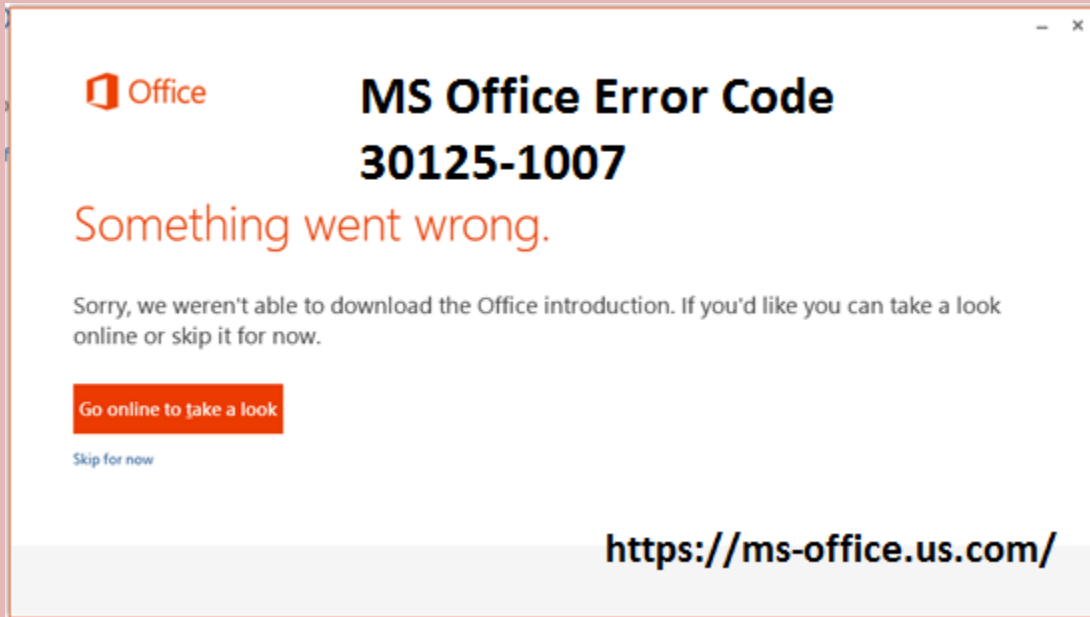 Office
MS Office Error Code
30125-1007
Something went wrong.
Sorry, we weren't able to download the Office introduction. If you'd like you can take a look
online or skip it for now.
Go online to take a look
Skip for now
https://ms-office.us.com/